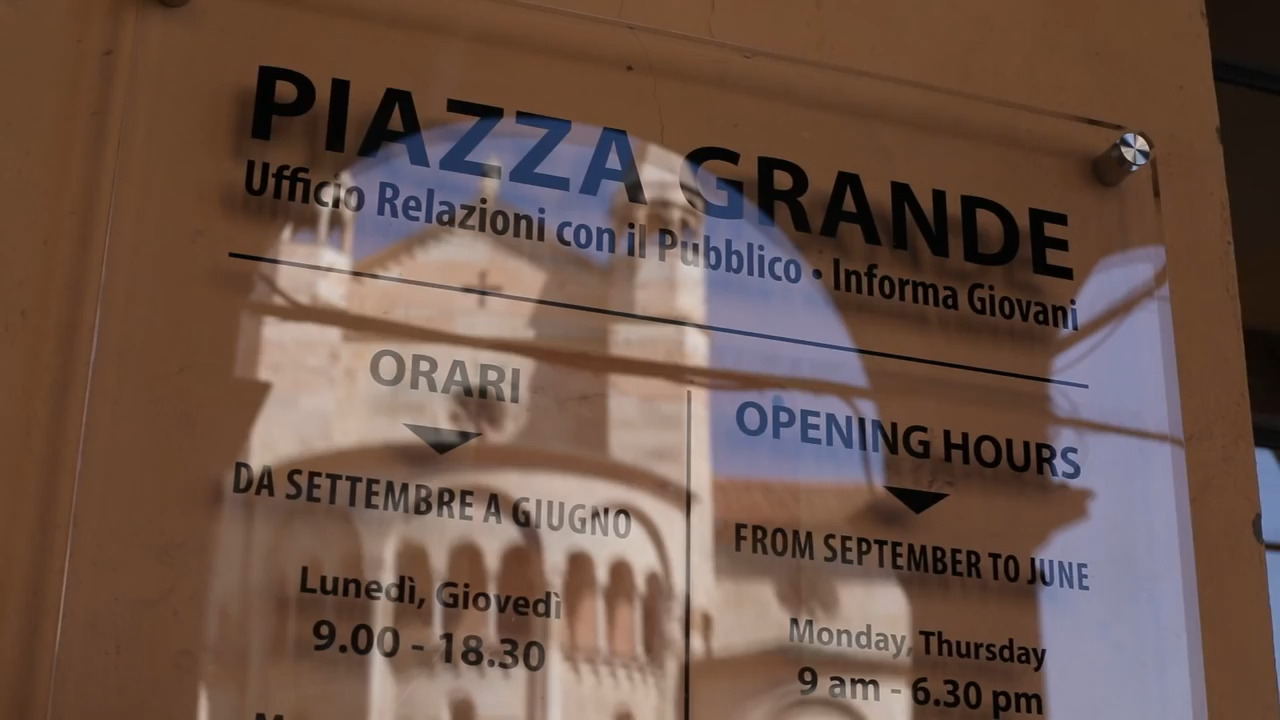 PIAZZA GRANDE
Ufficio Relazioni con il Pubblico • Informa Giovani
ORARI
DA SETTEMBRE A GIUGNO
Lunedì, Giovedì
9.00 - 18.30
OPENING HOURS
FROM SEPTEMBER TO JUNE
Monday, Thursday
9 am - 6.30 pm